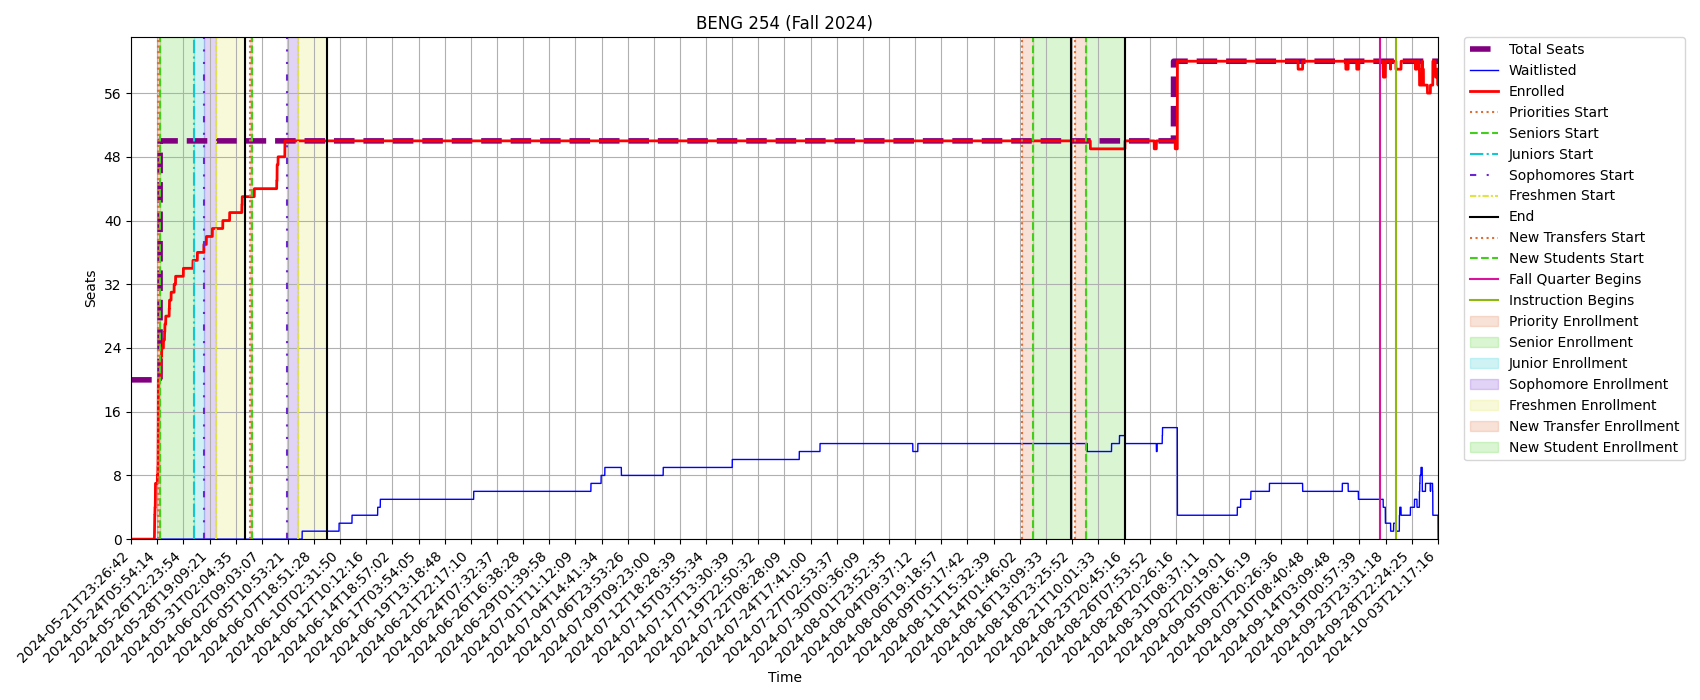 BENG 254 (Fall 2024)
Seats
56
48
40
32
24
16
8
0
2024-05-21T23:26:42
2024-05-24T05:54:14
2024-05-26T12:23:54
2024-05-28T19:09:21
2024-05-31T02:04:35
2024-06-02T09:03:07
2024-06-05T10:53:21
2024-06-07T18:51:28
2024-06-10T02:31:50
2024-06-12T10:12:16
2024-06-14T18:57:02
2024-06-17T03:54:05
2024-06-19T13:18:48
2024-06-21T22:17:10
2024-06-24T07:32:37
2024-06-26T16:38:28
2024-06-29T01:39:58
2024-07-01T11:12:09
2024-07-04T14:41:34
2024-07-06T23:53:26
2024-07-09T09:23:00
2024-07-12T18:28:39
2024-07-15T03:55:34
2024-07-17T13:30:39
2024-07-19T22:50:32
2024-07-22T08:28:09
2024-07-24T17:41:00
2024-07-27T02:53:37
2024-07-30T00:36:09
2024-08-01T23:52:35
2024-08-04T09:37:12
2024-08-06T19:18:57
2024-08-09T05:17:42
2024-08-11T15:32:39
2024-08-14T01:46:02
2024-08-16T13:09:33
2024-08-18T23:25:52
2024-08-21T10:01:33
2024-08-23T20:45:16
2024-08-26T07:53:52
2024-08-28T20:26:16
2024-08-31T08:37:11
2024-09-02T20:19:01
2024-09-05T08:16:19
2024-09-07T20:26:36
2024-09-10T08:40:48
2024-09-14T03:09:48
2024-09-19T00:57:39
2024-09-23T23:31:18
2024-09-28T22:24:25
2024-10-03T21:17:16
Time
Total Seats
Waitlisted
Enrolled
Priorities Start
Seniors Start
Juniors Start
Sophomores Start
Freshmen Start
End
New Transfers Start
New Students Start
Fall Quarter Begins
Instruction Begins
Priority Enrollment
Senior Enrollment
Junior Enrollment
Sophomore Enrollment
Freshmen Enrollment
New Transfer Enrollment
New Student Enrollment